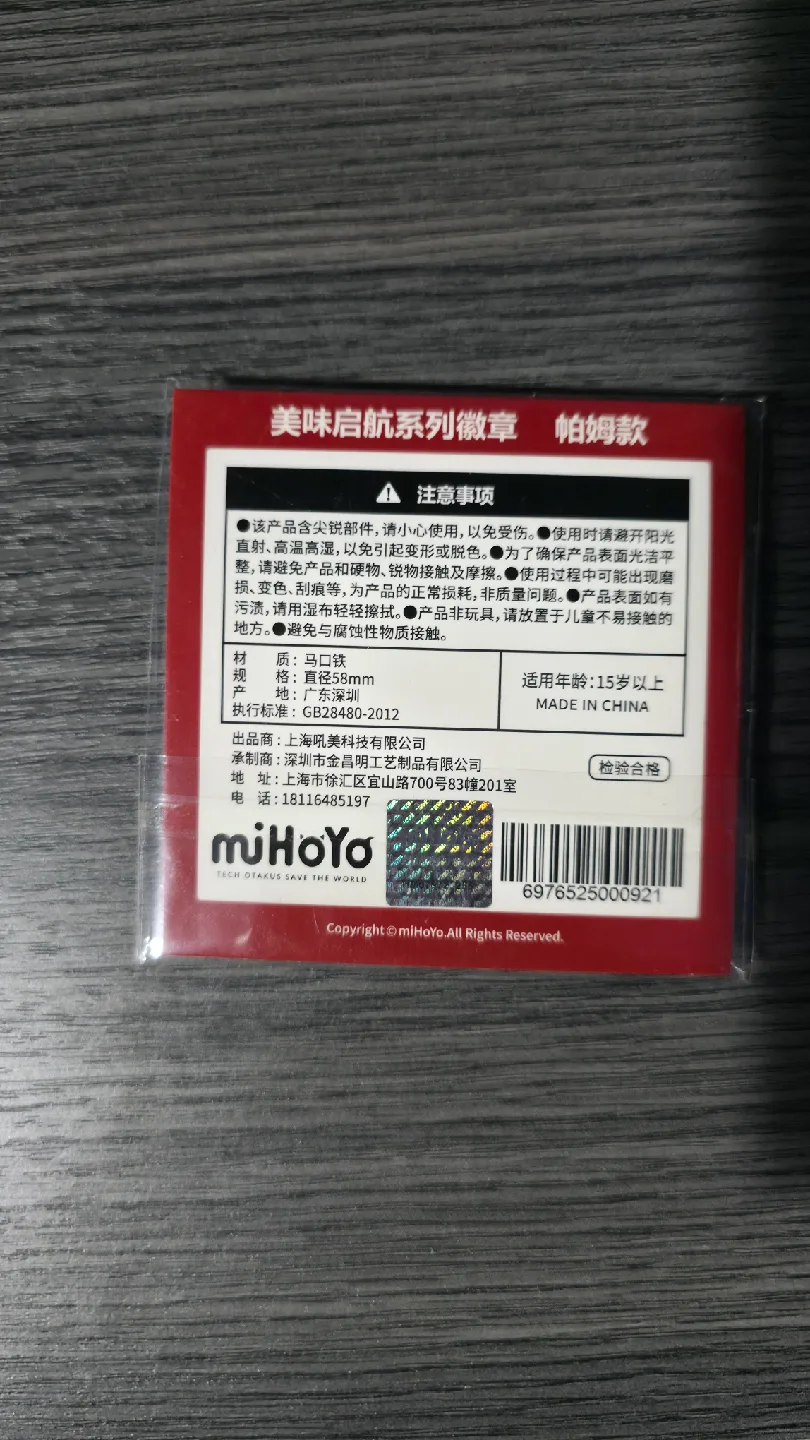 美味启航系列徽章 帕姆款
注意事项
●该产品含尖锐部件,请小心使用,以免受伤。●使用时请避开阳光
直射、高温高湿,以免引起变形或脱色。●为了确保产品表面光洁平
整,请避免产品和硬物、锐物接触及摩擦。●使用过程中可能出现磨
损、变色、刮痕等,为产品的正常损耗,非质量问题。●产品表面如有
污渍,请用湿布轻轻擦拭。●产品非玩具,请放置于儿童不易接触的
地方。●避免与腐蚀性物质接触。
材 质:马口铁
规 格:直径58mm
产 地:广东深圳
执行标准:GB28480-2012
适用年龄:15岁以上
MADE IN CHINA
出品商:上海吼美科技有限公司
承制商:深圳市金昌明工艺制品有限公司
地 址:上海市徐汇区宜山路700号83幢201室
电 话:18116485197
检验合格
miHoYo
TECH OTAKUS SAVE THE WORLD
6976525000921
Copyright©miHoYo.All Rights Reserved.